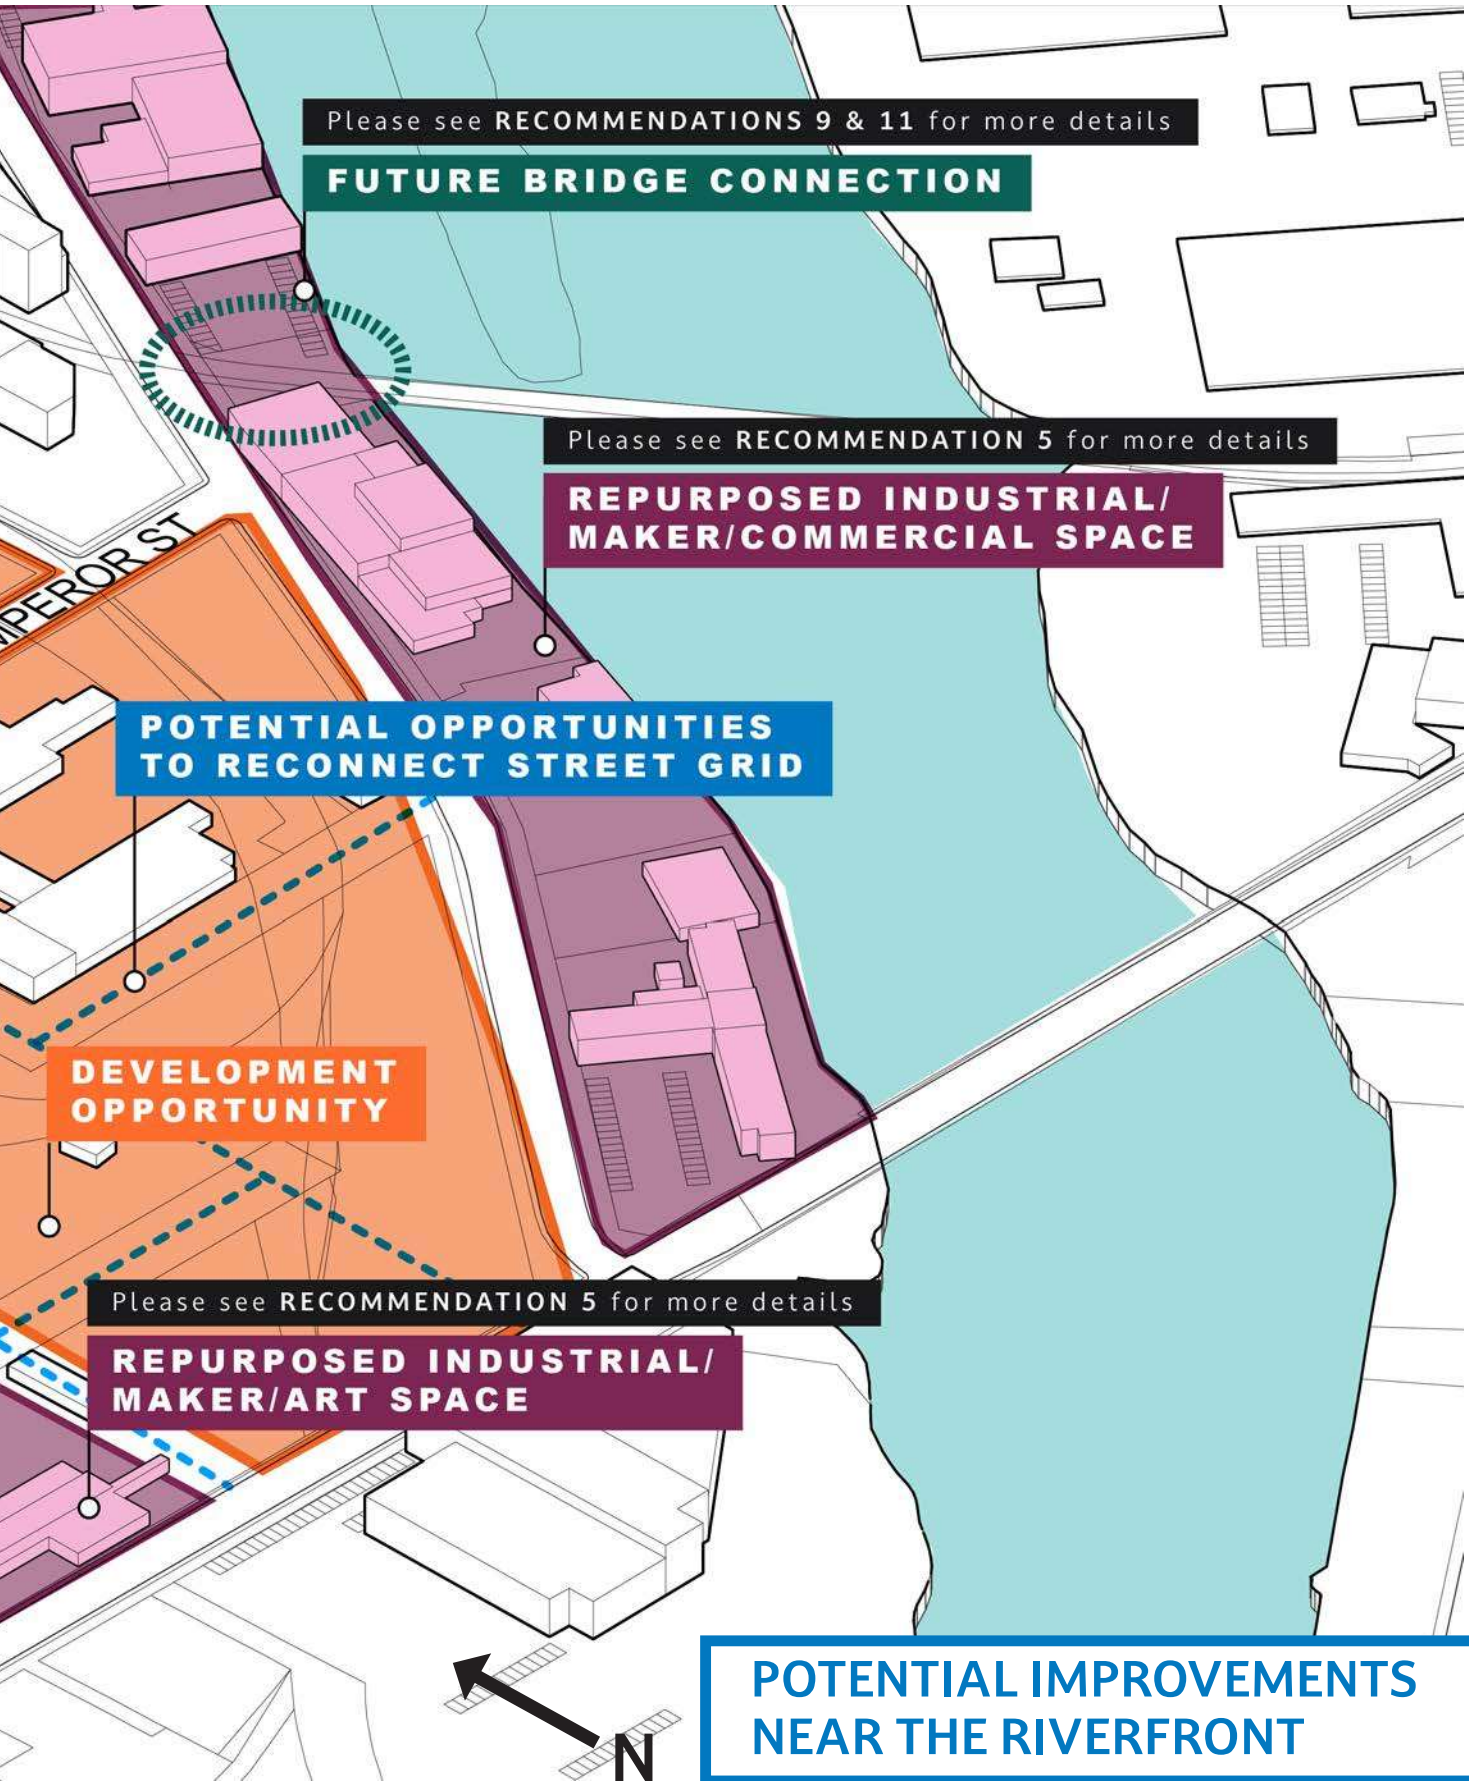 Please see RECOMMENDATIONS 9 & 11 for more details
FUTURE BRIDGE CONNECTION
Please see RECOMMENDATION 5 for more details
REPURPOSED INDUSTRIAL/
MAKER/COMMERCIAL SPACE
MPEROR ST
POTENTIAL OPPORTUNITIES
TO RECONNECT STREET GRID
DEVELOPMENT
OPPORTUNITY
Please see RECOMMENDATION 5 for more details
REPURPOSED INDUSTRIAL/
MAKER/ART SPACE
N
POTENTIAL IMPROVEMENTS
NEAR THE RIVERFRONT